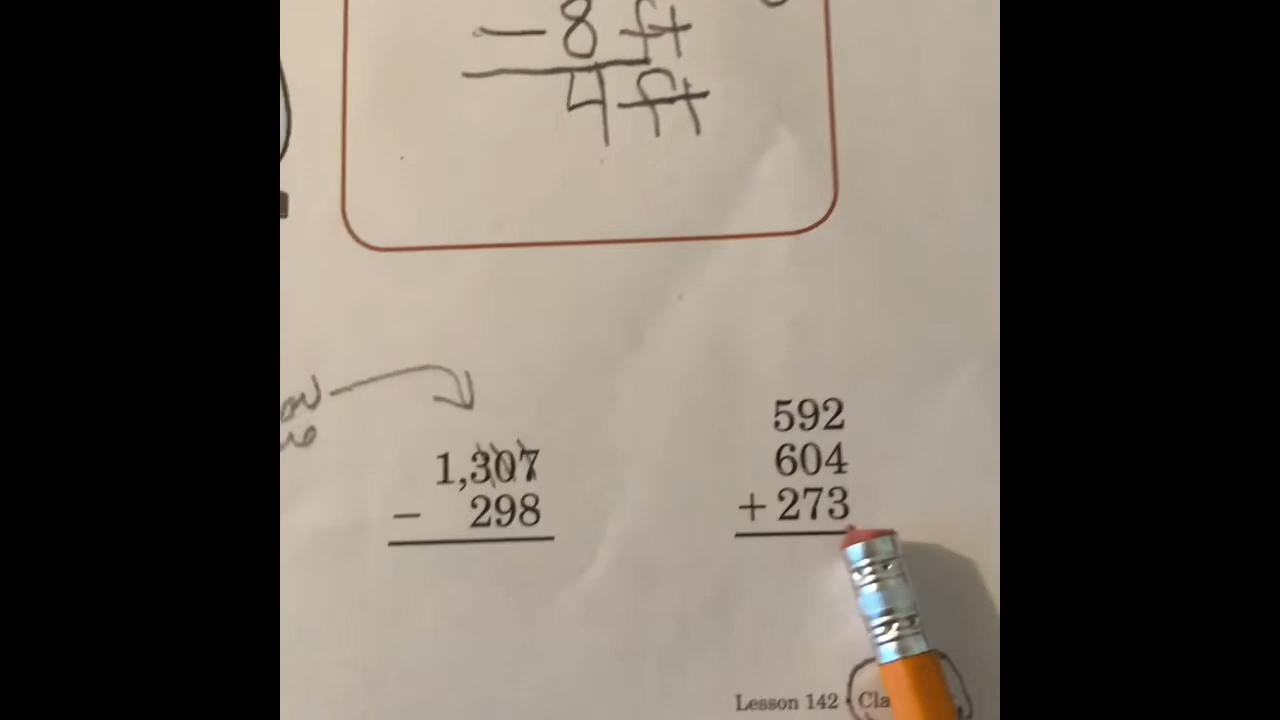 - 8 ft
4 ft
1,307
- 298
592
604
+ 273
Lesson 142